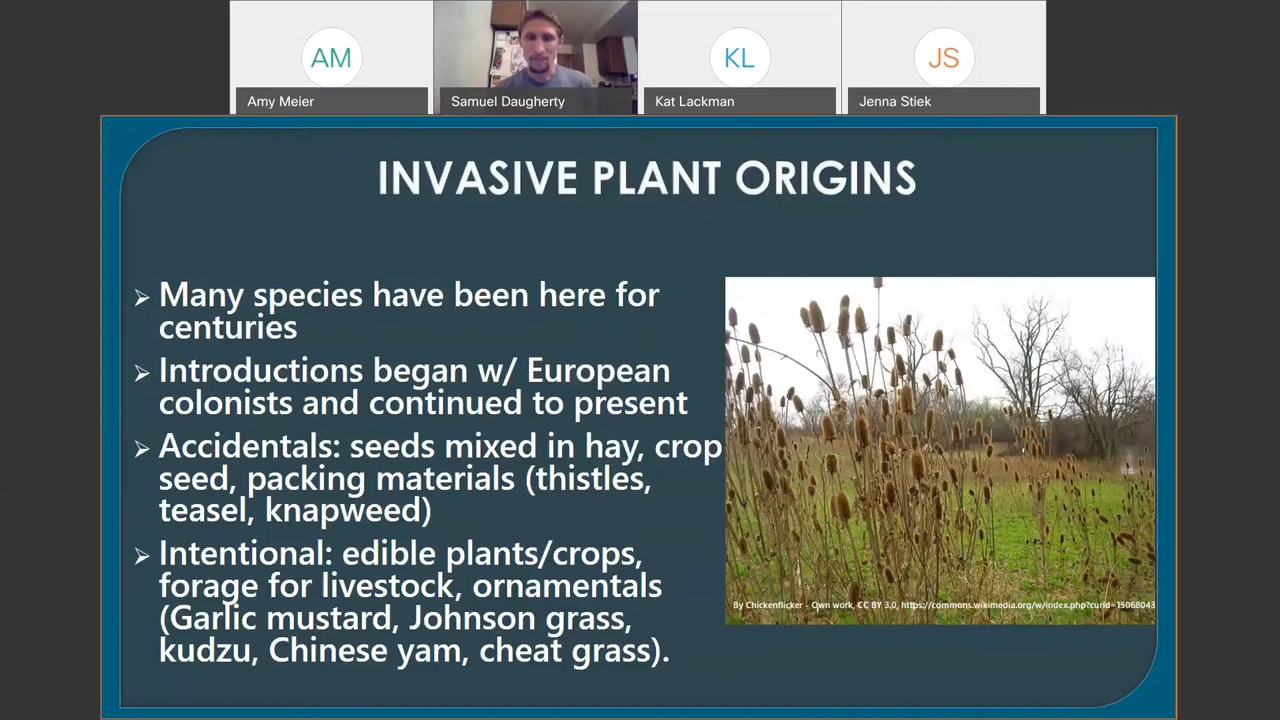 AM
KL
JS
Amy Meier
Samuel Daugherty
Kat Lackman
Jenna Stiek
INVASIVE PLANT ORIGINS
➢ Many species have been here for
centuries
➢ Introductions began w/ European
colonists and continued to present
➢ Accidentals: seeds mixed in hay, crop
seed, packing materials (thistles,
teasel, knapweed)
➢ Intentional: edible plants/crops,
forage for livestock, ornamentals
(Garlic mustard, Johnson grass,
kudzu, Chinese yam, cheat grass).
By Chickenflicker - Own work, CC BY 3.0, https://commons.wikimedia.org/w/index.php?curid=15068043